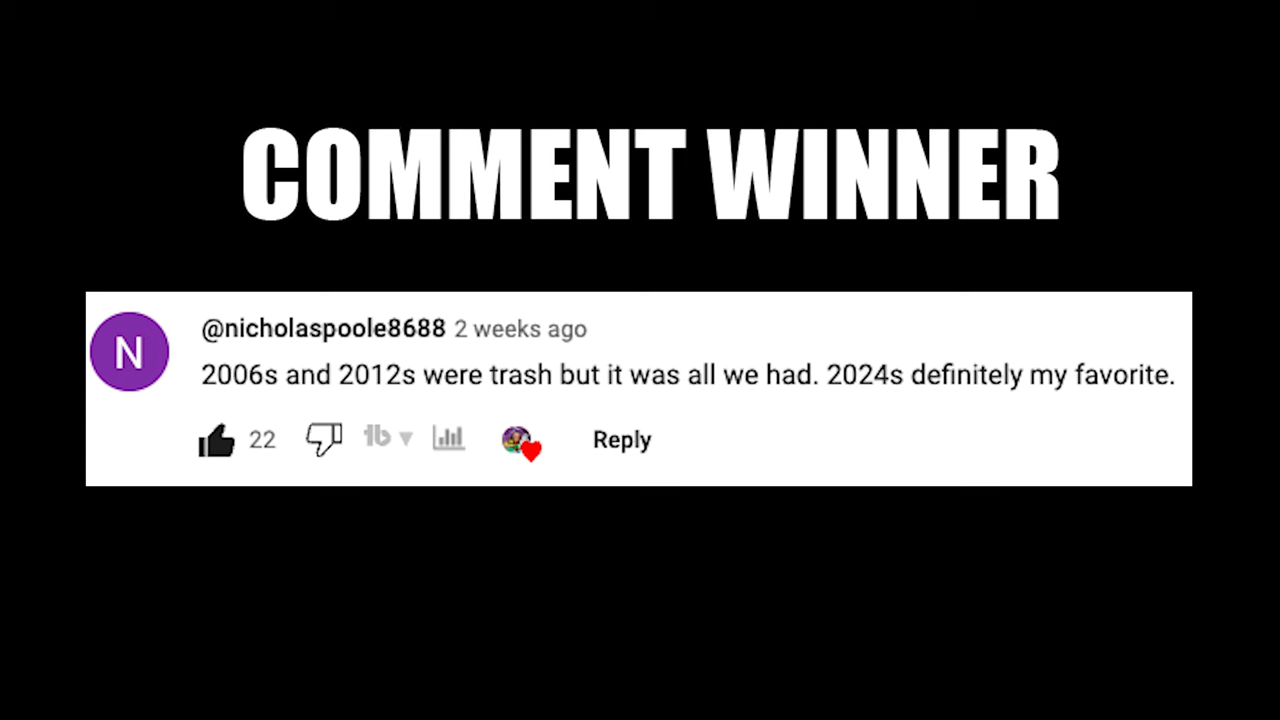 COMMENT WINNER
N
@nicholaspoole8688 2 weeks ago
2006s and 2012s were trash but it was all we had. 2024s definitely my favorite.
22 tb Reply